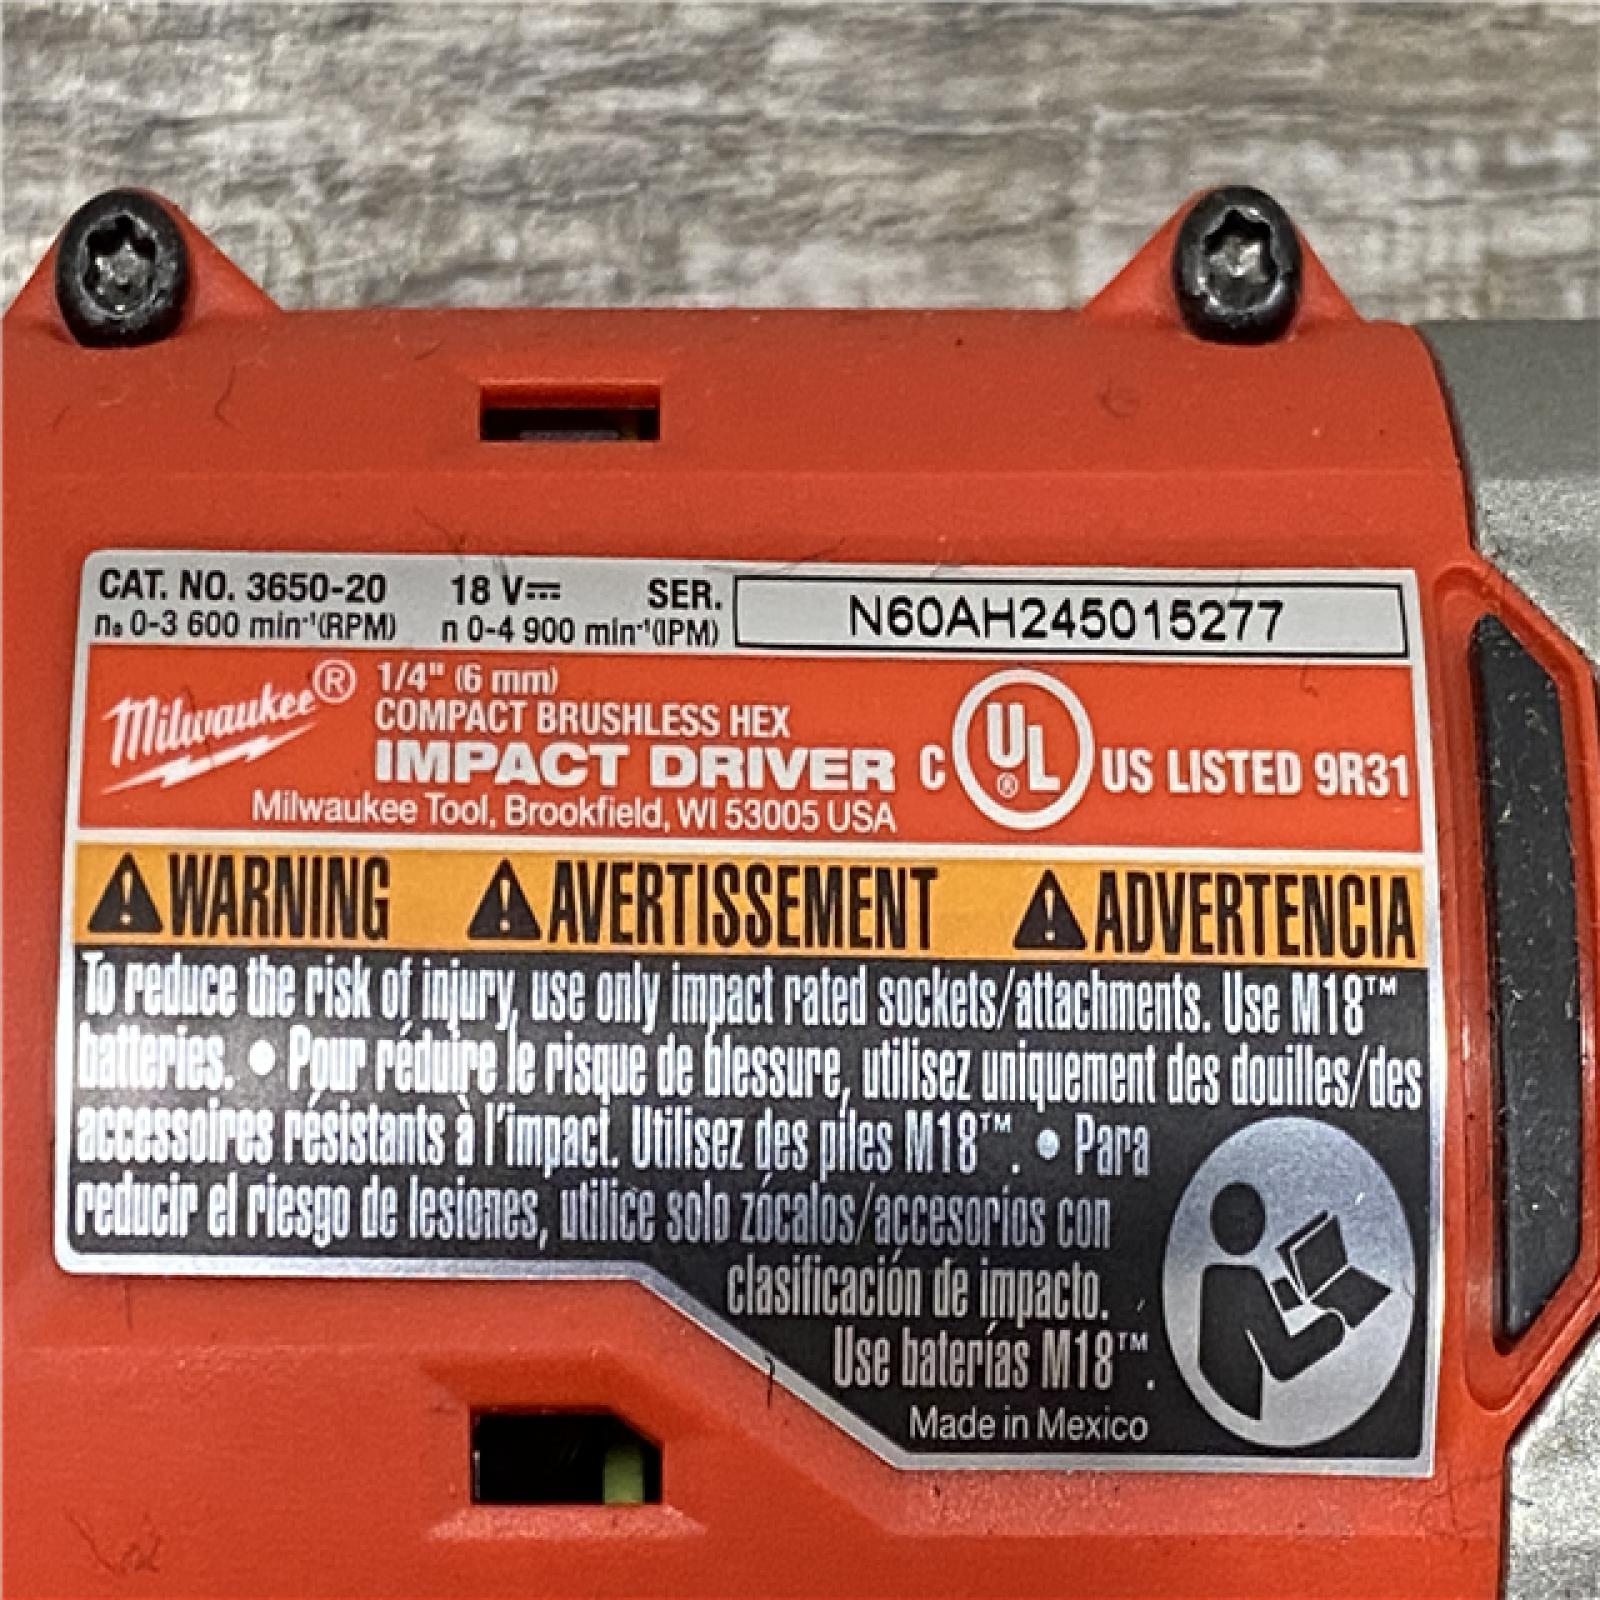 CAT. NO. 3650-20 18 V⎓ SER. N60AH245015277
n₀ 0-3 600 min⁻¹(RPM) n 0-4 900 min⁻¹(IPM)
Milwaukee® 1/4" (6 mm)
COMPACT BRUSHLESS HEX
IMPACT DRIVER C UL® US LISTED 9R31
Milwaukee Tool, Brookfield, WI 53005 USA
⚠WARNING ⚠AVERTISSEMENT ⚠ADVERTENCIA
To reduce the risk of injury, use only impact rated sockets/attachments. Use M18™
batteries. • Pour réduire le risque de blessure, utilisez uniquement des douilles/des
accessoires résistants à l'impact. Utilisez des piles M18™. • Para
reducir el riesgo de lesiones, utilice solo zócalos/accesorios con
clasificación de impacto.
Use baterías M18™.
Made in Mexico